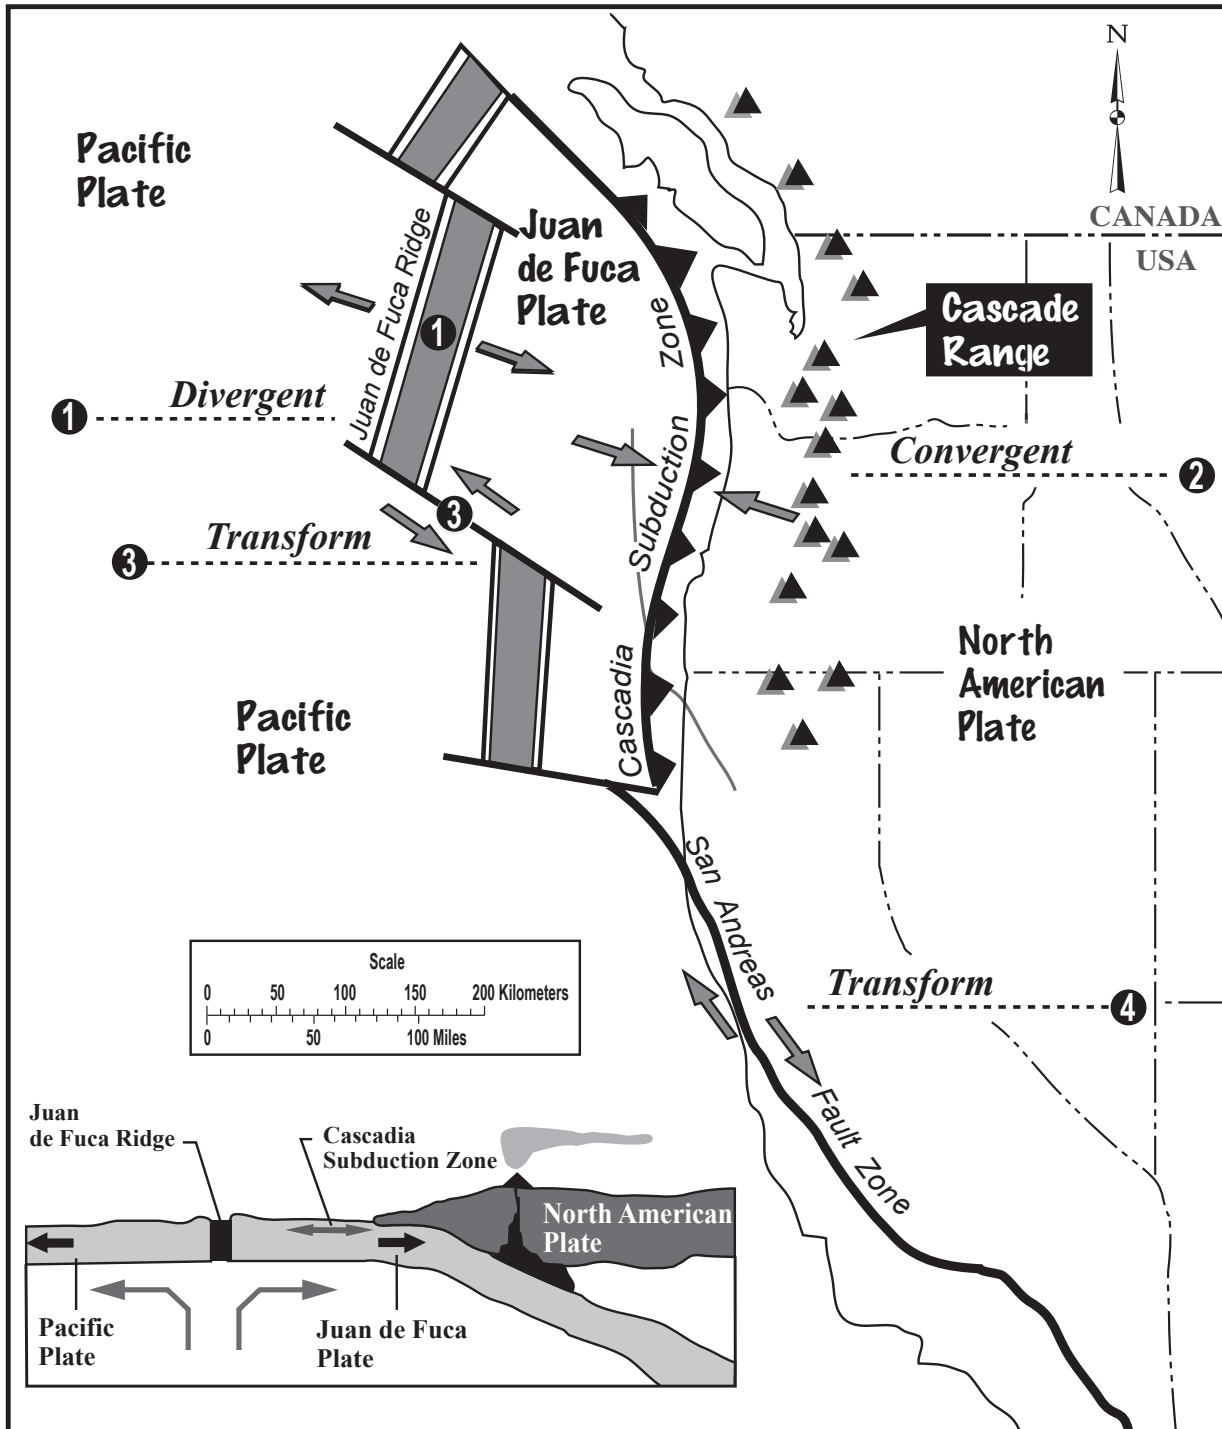 N
CANADA
USA
Pacific
Plate
Juan de Fuca Ridge
Juan
de Fuca
Plate
Cascade
Range
1
1
Divergent
Cascadia Subduction Zone
Convergent
2
3
3
Transform
North
American
Plate
Pacific
Plate
San Andreas Fault Zone
Transform
4
Scale
0 50 100 150 200 Kilometers
0 50 100 Miles
Juan
de Fuca Ridge
Cascadia
Subduction Zone
North American
Plate
Pacific
Plate
Juan de Fuca
Plate